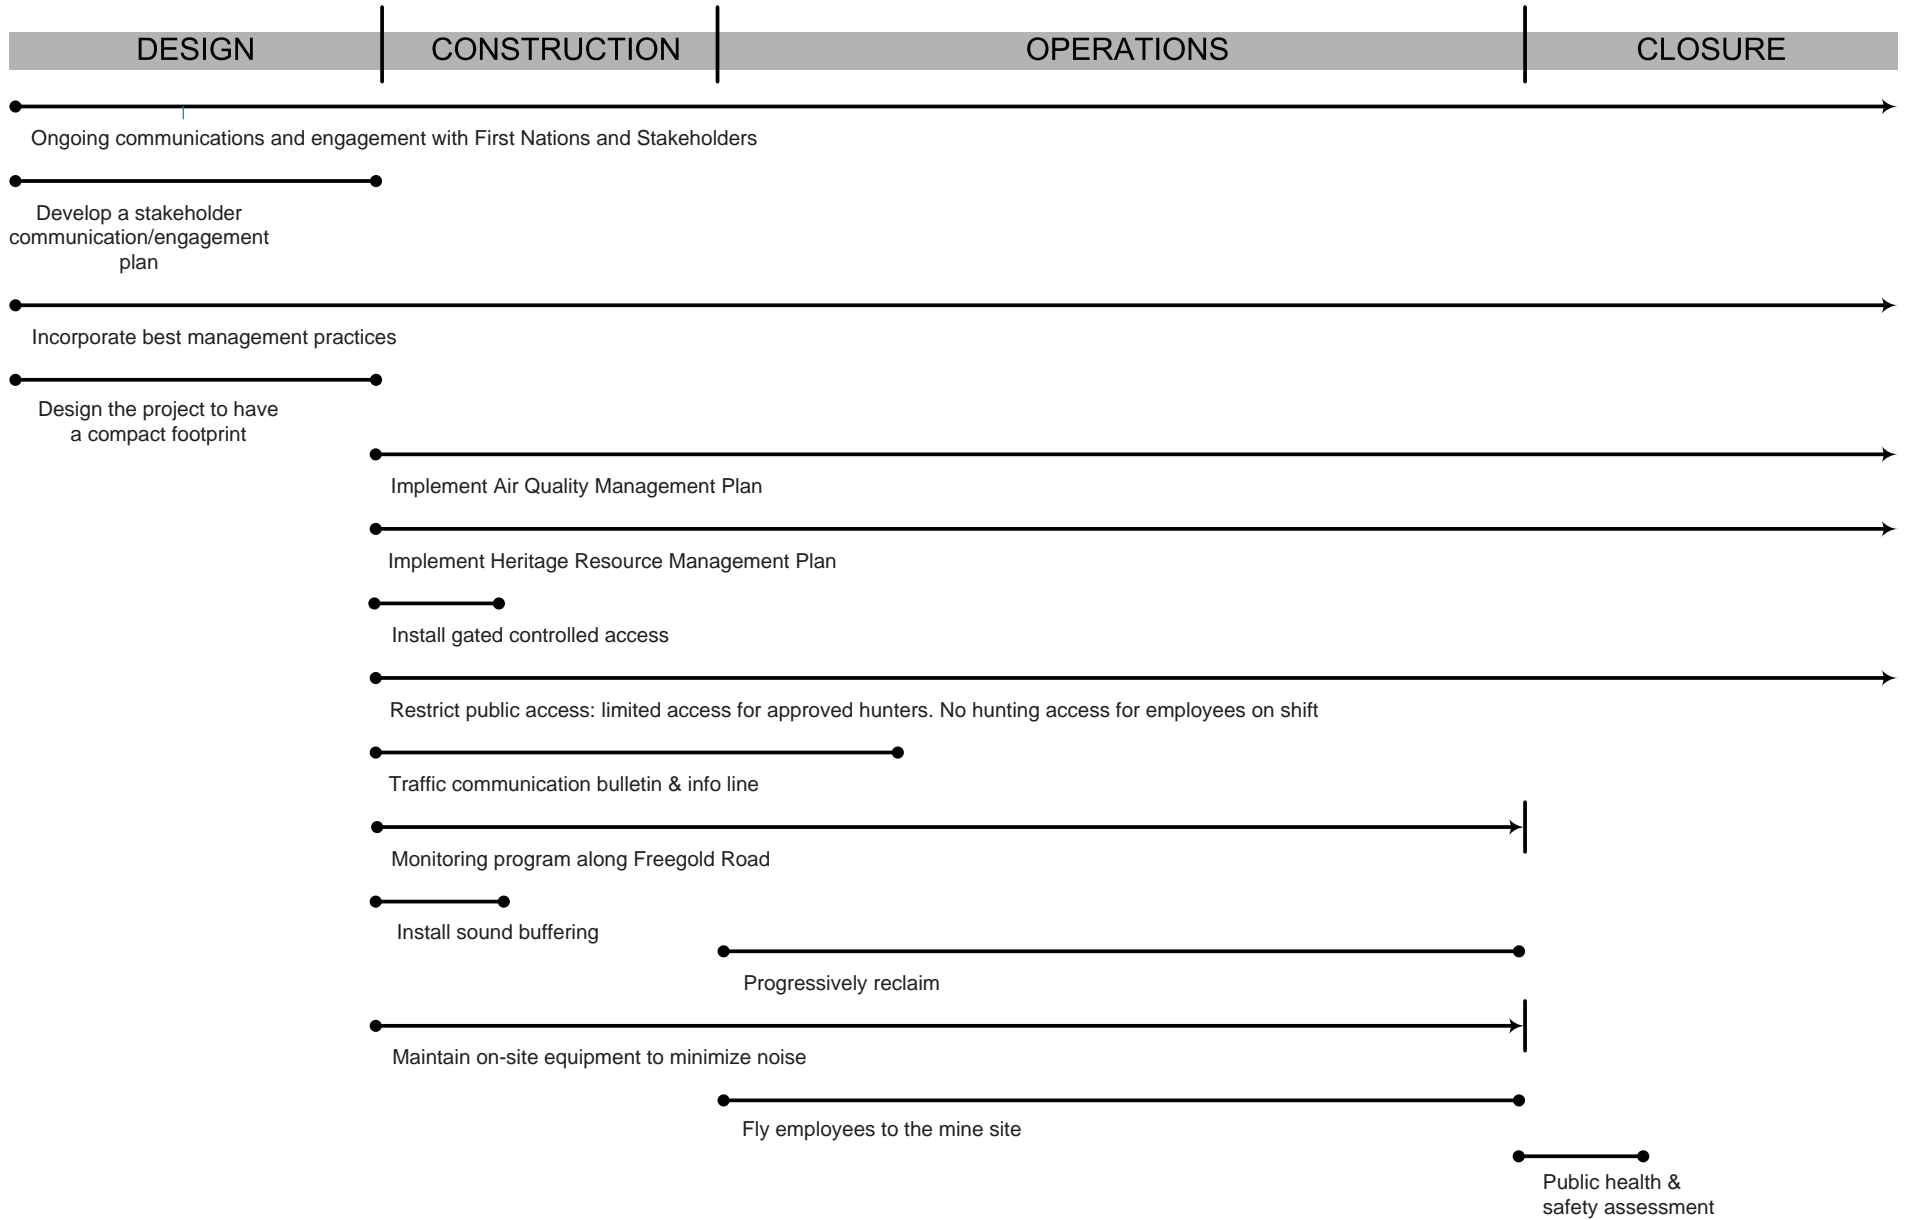 DESIGN CONSTRUCTION OPERATIONS CLOSURE
Ongoing communications and engagement with First Nations and Stakeholders
Develop a stakeholder
communication/engagement
plan
Incorporate best management practices
Design the project to have
a compact footprint
Implement Air Quality Management Plan
Implement Heritage Resource Management Plan
Install gated controlled access
Restrict public access: limited access for approved hunters. No hunting access for employees on shift
Traffic communication bulletin & info line
Monitoring program along Freegold Road
Install sound buffering
Progressively reclaim
Maintain on-site equipment to minimize noise
Fly employees to the mine site
Public health &
safety assessment